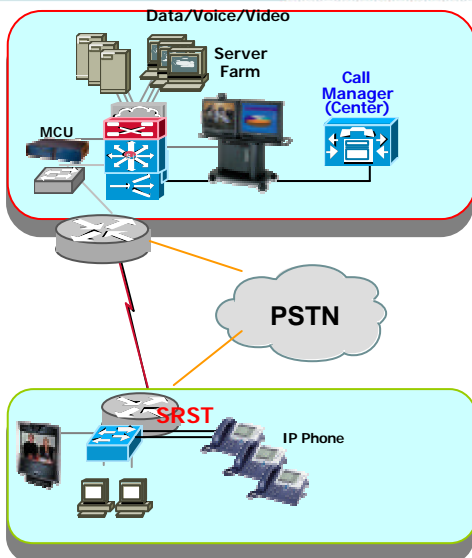 Data/Voice/Video
Server
Farm
Call
Manager
(Center)
MCU
PSTN
SRST
IP Phone